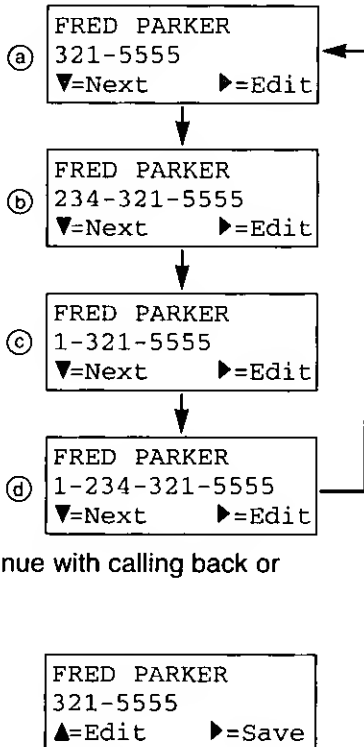 FRED PARKER
ⓐ 321-5555
▼=Next ▶=Edit
FRED PARKER
ⓑ 234-321-5555
▼=Next ▶=Edit
FRED PARKER
ⓒ 1-321-5555
▼=Next ▶=Edit
FRED PARKER
ⓓ 1-234-321-5555
▼=Next ▶=Edit
nue with calling back or
FRED PARKER
321-5555
▲=Edit ▶=Save